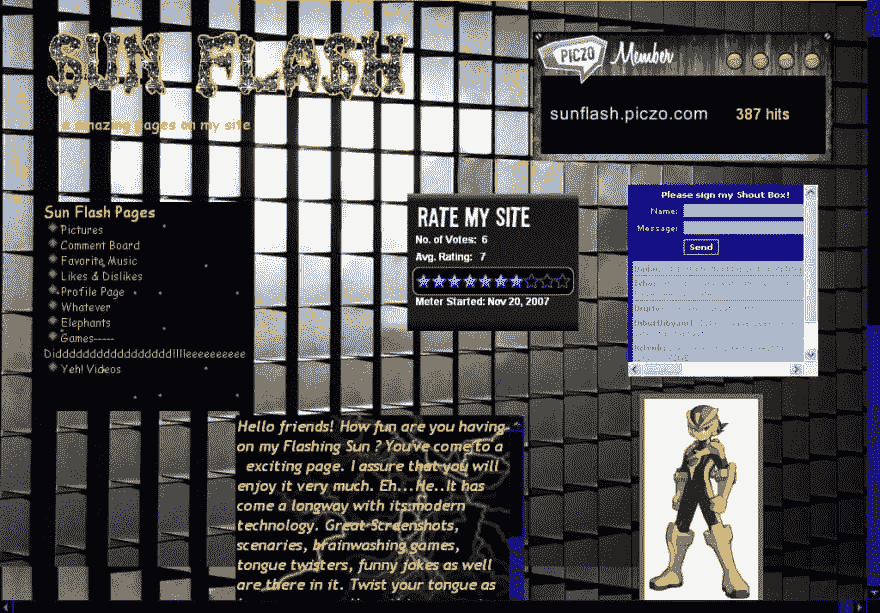 SUN FLASH
a amazing pages on my site
PICZO Member
sunflash.piczo.com 387 hits
Sun Flash Pages
Pictures
Comment Board
Favorite Music
Likes & Dislikes
Profile Page
Whatever
Elephants
Games-----
Yeh! Videos
RATE MY SITE
No. of Votes: 6
Avg. Rating: 7
Meter Started: Nov 20, 2007
Please sign my Shout Box!
Name:
Message:
Send
Hello friends! How fun are you having
on my Flashing Sun ? You've come to a
exciting page. I assure that you will
enjoy it very much. Eh...He..It has
come a longway with its modern
technology. Great Screenshots,
scenaries, brainwashing games,
tongue twisters, funny jokes as well
are there in it. Twist your tongue as